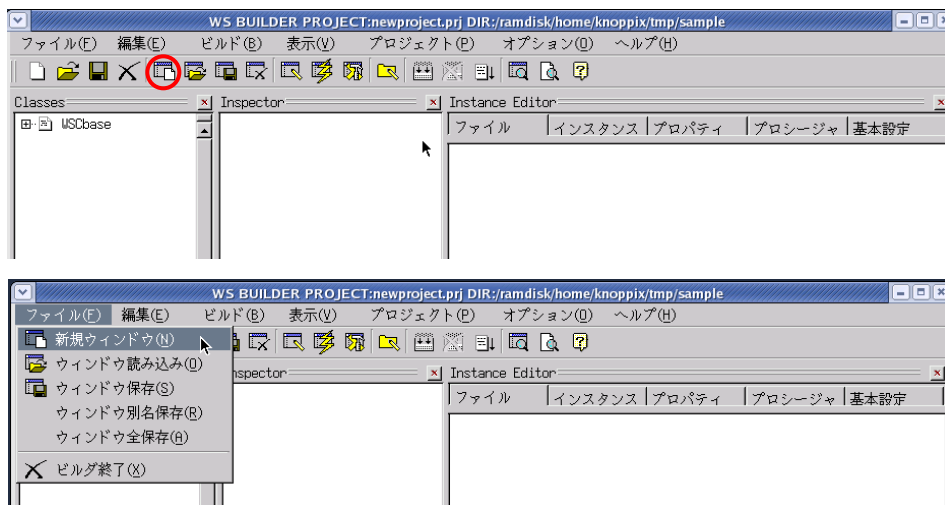 WS BUILDER PROJECT:newproject.prj DIR:/ramdisk/home/knoppix/tmp/sample
ファイル(F) 編集(E) ビルド(B) 表示(V) プロジェクト(P) オプション(O) ヘルプ(H)
Classes Inspector Instance Editor
WSCbase
ファイル インスタンス プロパティ プロシージャ 基本設定
WS BUILDER PROJECT:newproject.prj DIR:/ramdisk/home/knoppix/tmp/sample
ファイル(F) 編集(E) ビルド(B) 表示(V) プロジェクト(P) オプション(O) ヘルプ(H)
新規ウィンドウ(N)
ウィンドウ読み込み(O)
nspector Instance Editor
ウィンドウ保存(S)
ファイル インスタンス プロパティ プロシージャ 基本設定
ウィンドウ別名保存(R)
ウィンドウ全保存(A)
ビルダ終了(X)